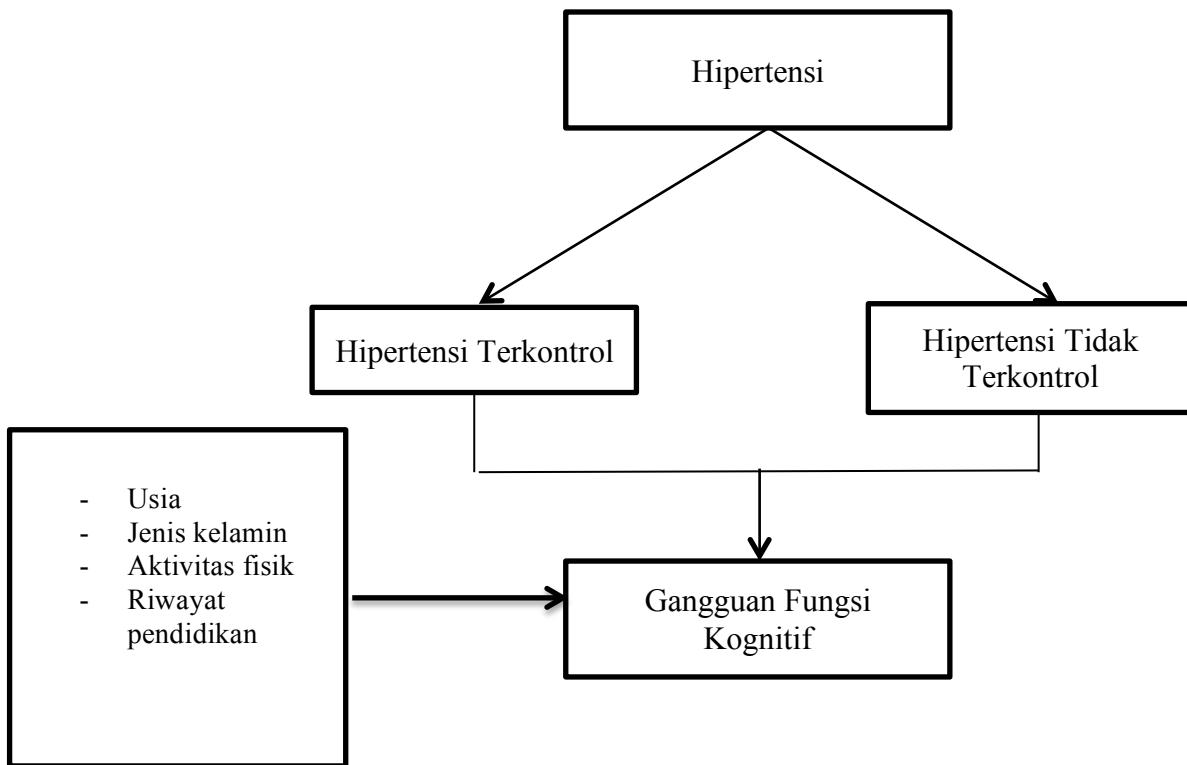 Hipertensi
Hipertensi Terkontrol
Hipertensi Tidak
Terkontrol
- Usia
- Jenis kelamin
- Aktivitas fisik
- Riwayat
pendidikan
Gangguan Fungsi
Kognitif